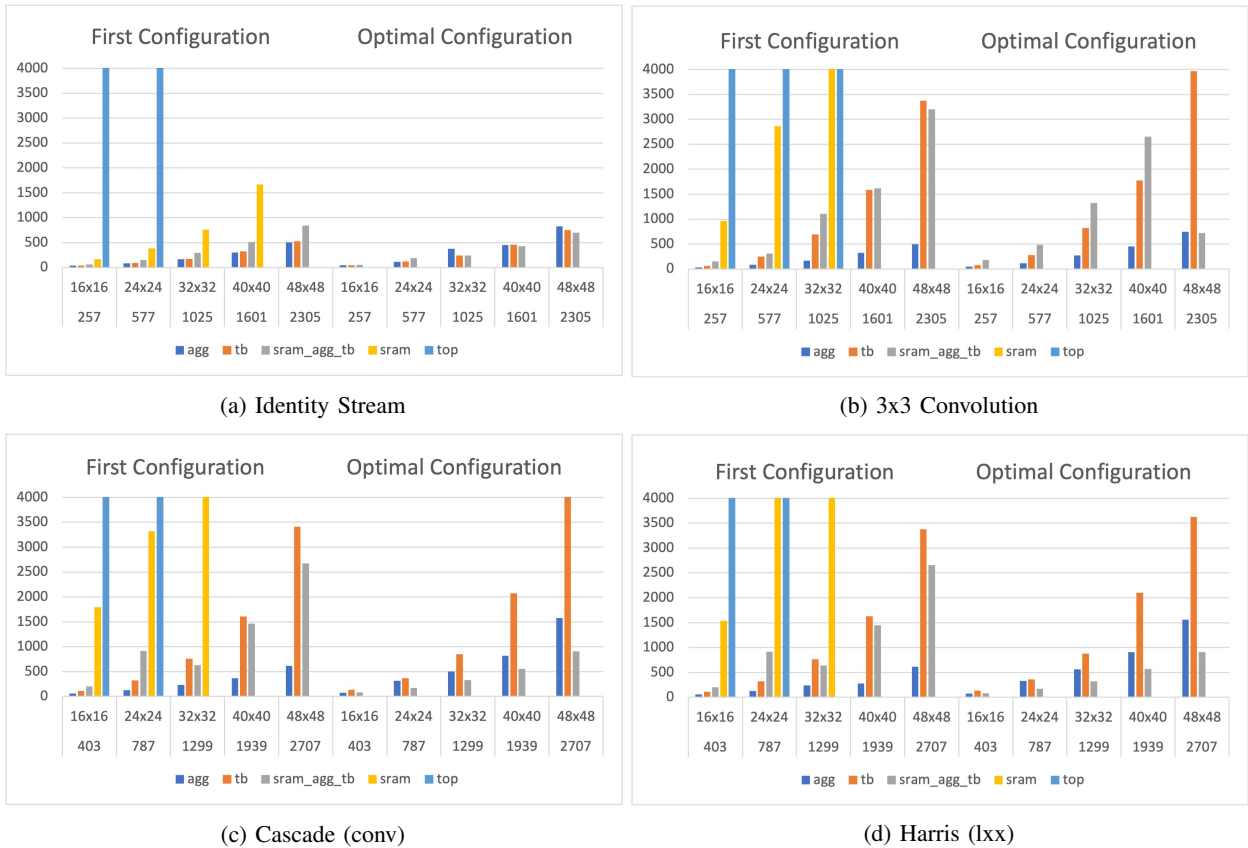 First Configuration Optimal Configuration
4000
3500
3000
2500
2000
1500
1000
500
0
16x16 24x24 32x32 40x40 48x48 16x16 24x24 32x32 40x40 48x48
257 577 1025 1601 2305 257 577 1025 1601 2305
agg tb sram_agg_tb sram top
(a) Identity Stream
First Configuration Optimal Configuration
4000
3500
3000
2500
2000
1500
1000
500
0
16x16 24x24 32x32 40x40 48x48 16x16 24x24 32x32 40x40 48x48
257 577 1025 1601 2305 257 577 1025 1601 2305
agg tb sram_agg_tb sram top
(b) 3x3 Convolution
First Configuration Optimal Configuration
4000
3500
3000
2500
2000
1500
1000
500
0
16x16 24x24 32x32 40x40 48x48 16x16 24x24 32x32 40x40 48x48
403 787 1299 1939 2707 403 787 1299 1939 2707
agg tb sram_agg_tb sram top
(c) Cascade (conv)
First Configuration Optimal Configuration
4000
3500
3000
2500
2000
1500
1000
500
0
16x16 24x24 32x32 40x40 48x48 16x16 24x24 32x32 40x40 48x48
403 787 1299 1939 2707 403 787 1299 1939 2707
agg tb sram_agg_tb sram top
(d) Harris (lxx)